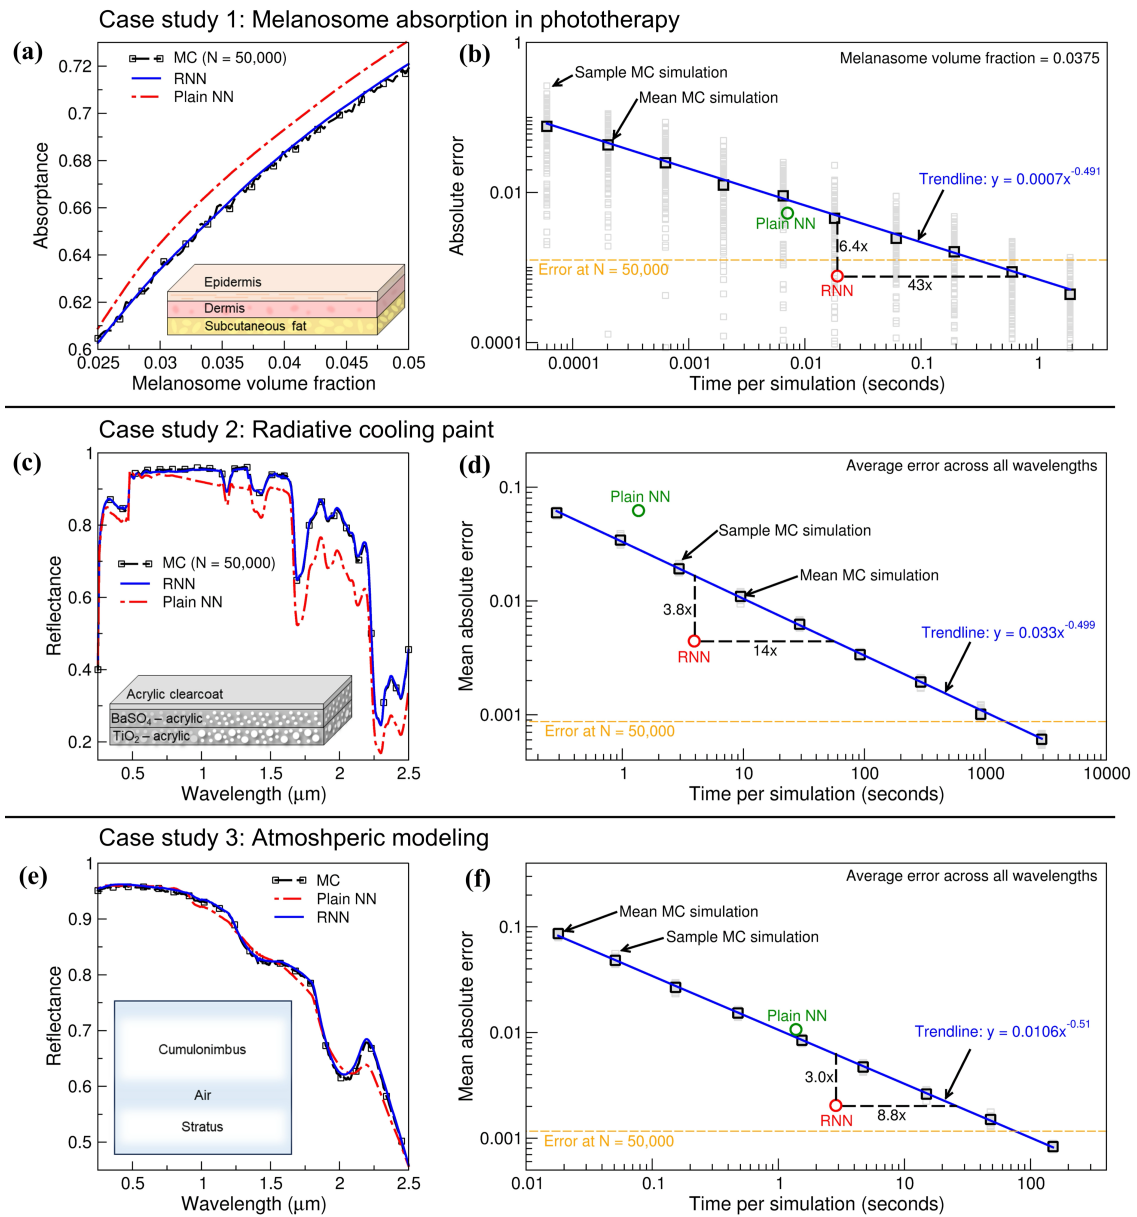 Case study 1: Melanosome absorption in phototherapy
(a)
MC (N = 50,000)
RNN
Plain NN
0.72
0.7
0.68
0.66
0.64
0.62
0.6
Absorptance
Epidermis
Dermis
Subcutaneous fat
0.025
0.03
0.035
0.04
0.045
0.05
Melanosome volume fraction
(b)
Melanasome volume fraction = 0.0375
Sample MC simulation
Mean MC simulation
Trendline: y = 0.0007x^-0.491
Plain NN
6.4x
Error at N = 50,000
RNN
43x
1
0.01
0.0001
Absolute error
0.0001
0.001
0.01
0.1
1
Time per simulation (seconds)
Case study 2: Radiative cooling paint
(c)
1
0.8
0.6
0.4
0.2
Reflectance
MC (N = 50,000)
RNN
Plain NN
Acrylic clearcoat
BaSO4 – acrylic
TiO2 – acrylic
0.5
1
1.5
2
2.5
Wavelength (μm)
(d)
Average error across all wavelengths
Plain NN
Sample MC simulation
Mean MC simulation
3.8x
Trendline: y = 0.033x^-0.499
RNN
14x
Error at N = 50,000
0.1
0.01
0.001
Mean absolute error
1
10
100
1000
10000
Time per simulation (seconds)
Case study 3: Atmoshperic modeling
(e)
1
0.9
0.8
0.7
0.6
0.5
Reflectance
MC
Plain NN
RNN
Cumulonimbus
Air
Stratus
0.5
1
1.5
2
2.5
Wavelength (μm)
(f)
Average error across all wavelengths
Mean MC simulation
Sample MC simulation
Plain NN
Trendline: y = 0.0106x^-0.51
3.0x
RNN
8.8x
Error at N = 50,000
0.1
0.01
0.001
Mean absolute error
0.01
0.1
1
10
100
Time per simulation (seconds)